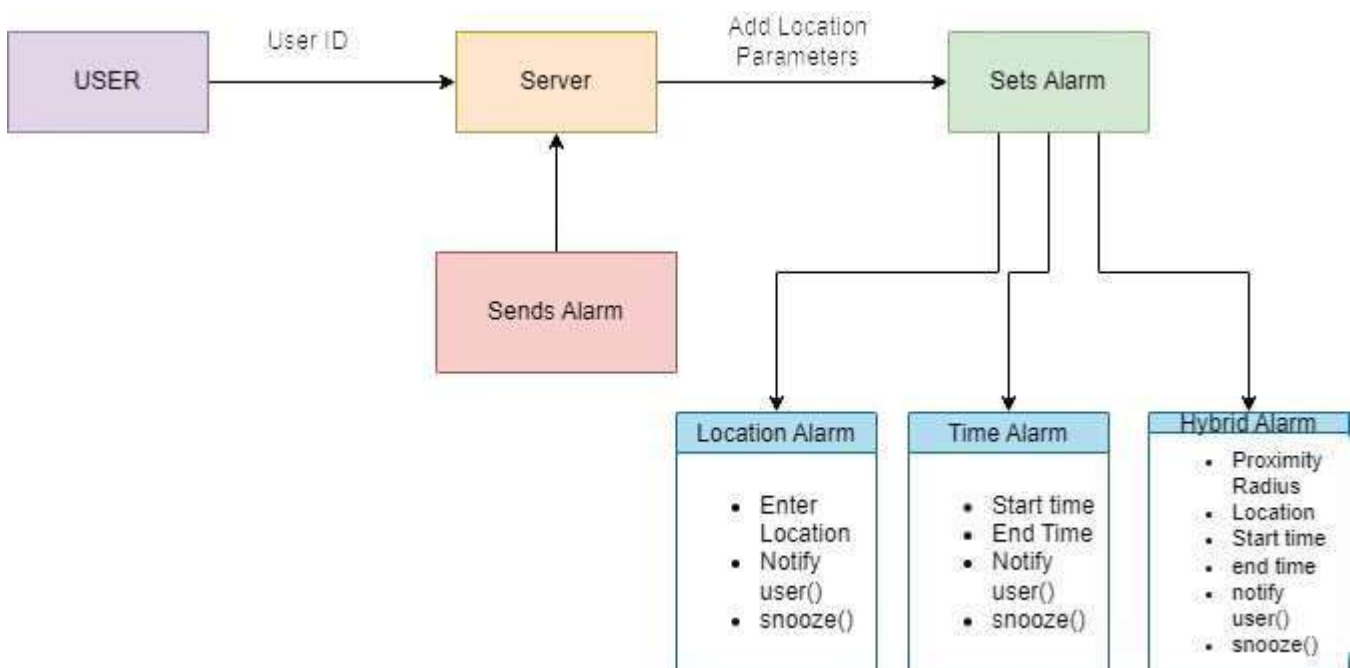 User ID
Add Location
Parameters
USER
Server
Sets Alarm
Sends Alarm
Location Alarm
• Enter
Location
• Notify
user()
• snooze()
Time Alarm
• Start time
• End Time
• Notify
user()
• snooze()
Hybrid Alarm
• Proximity
Radius
• Location
• Start time
• end time
• notify
user()
• snooze()